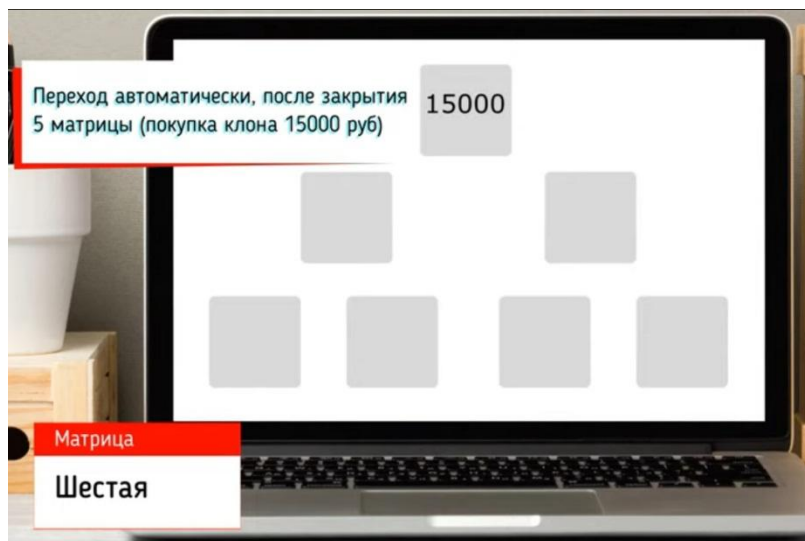 Переход автоматически, после закрытия
5 матрицы (покупка клона 15000 руб)
15000
Матрица
Шестая